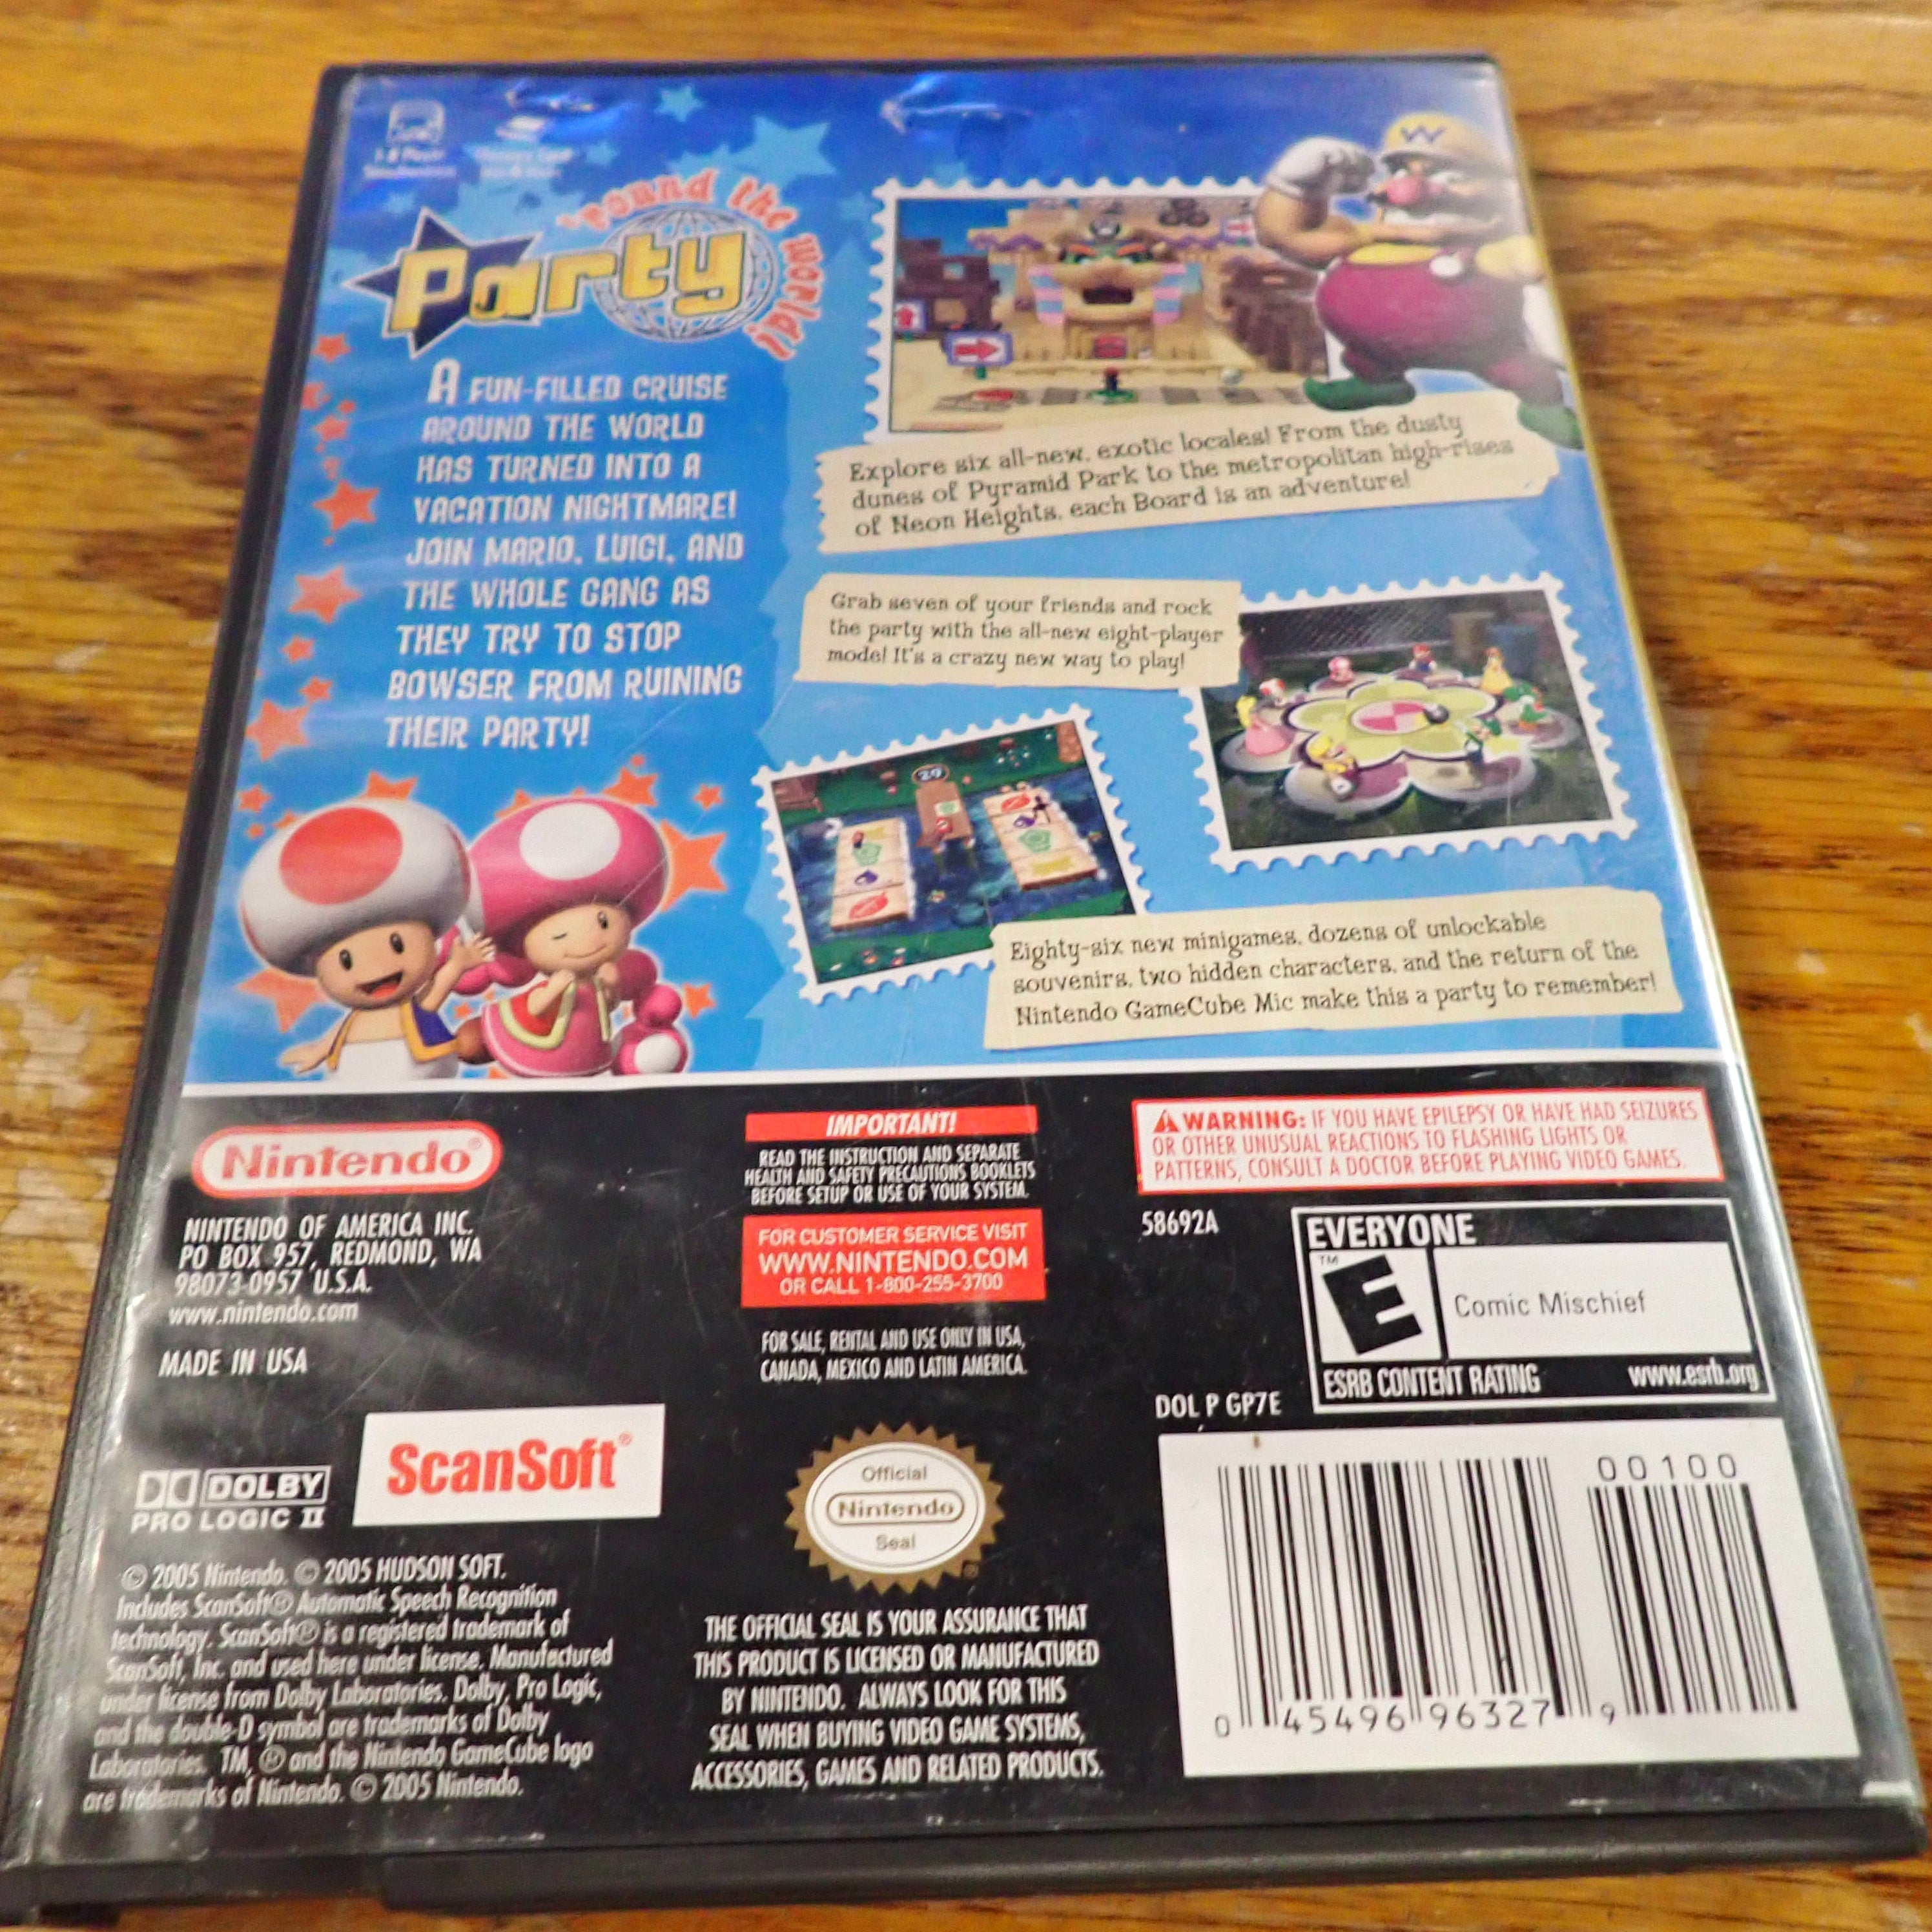 Party
'round the world!
A FUN-FILLED CRUISE
AROUND THE WORLD
HAS TURNED INTO A
VACATION NIGHTMARE!
JOIN MARIO, LUIGI, AND
THE WHOLE GANG AS
THEY TRY TO STOP
BOWSER FROM RUINING
THEIR PARTY!
W
Explore six all-new, exotic locales! From the dusty
dunes of Pyramid Park to the metropolitan high-rises
of Neon Heights, each Board is an adventure!
Grab seven of your friends and rock
the party with the all-new eight-player
mode! It's a crazy new way to play!
29
Eighty-six new minigames, dozens of unlockable
souvenirs, two hidden characters, and the return of the
Nintendo GameCube Mic make this a party to remember!
Nintendo®
NINTENDO OF AMERICA INC.
PO BOX 957, REDMOND, WA
98073-0957 U.S.A.
www.nintendo.com
MADE IN USA
IMPORTANT!
READ THE INSTRUCTION AND SEPARATE
HEALTH AND SAFETY PRECAUTIONS BOOKLETS
BEFORE SETUP OR USE OF YOUR SYSTEM.
FOR CUSTOMER SERVICE VISIT
WWW.NINTENDO.COM
OR CALL 1-800-255-3700
FOR SALE, RENTAL AND USE ONLY IN USA,
CANADA, MEXICO AND LATIN AMERICA.
WARNING: IF YOU HAVE EPILEPSY OR HAVE HAD SEIZURES
OR OTHER UNUSUAL REACTIONS TO FLASHING LIGHTS OR
PATTERNS, CONSULT A DOCTOR BEFORE PLAYING VIDEO GAMES.
58692A
EVERYONE
™
E
Comic Mischief
ESRB CONTENT RATING www.esrb.org
DOL P GP7E
DOLBY
PRO LOGIC II
ScanSoft®
Official
Nintendo
Seal
®
© 2005 Nintendo. © 2005 HUDSON SOFT.
Includes ScanSoft® Automatic Speech Recognition
technology. ScanSoft® is a registered trademark of
ScanSoft, Inc. and used here under license. Manufactured
under license from Dolby Laboratories. Dolby, Pro Logic,
and the double-D symbol are trademarks of Dolby
Laboratories. TM, ® and the Nintendo GameCube logo
are trademarks of Nintendo. © 2005 Nintendo.
THE OFFICIAL SEAL IS YOUR ASSURANCE THAT
THIS PRODUCT IS LICENSED OR MANUFACTURED
BY NINTENDO. ALWAYS LOOK FOR THIS
SEAL WHEN BUYING VIDEO GAME SYSTEMS,
ACCESSORIES, GAMES AND RELATED PRODUCTS.
00100
0 45496 96327 9